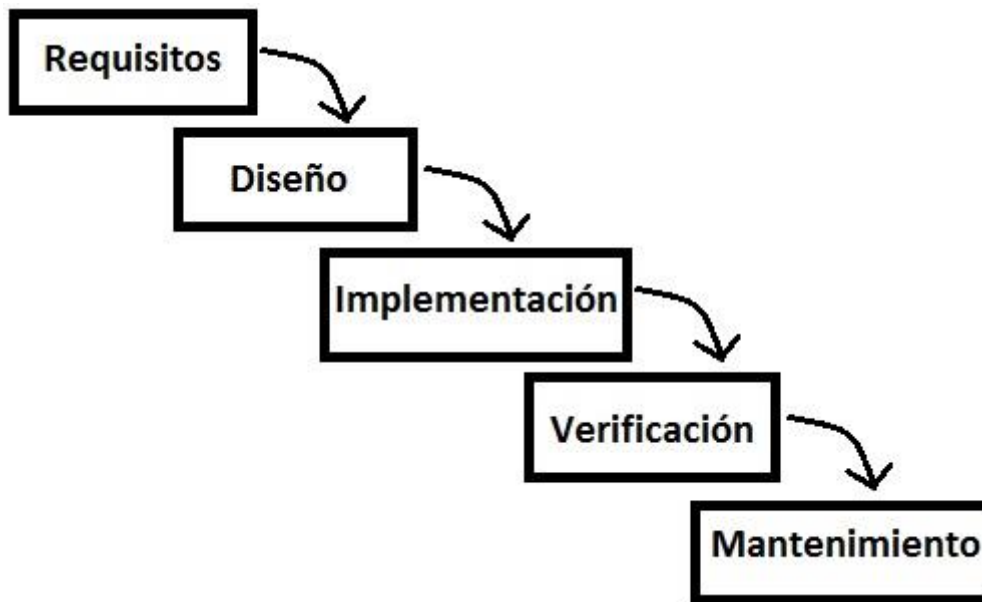 Requisitos
Diseño
Implementación
Verificación
Mantenimiento